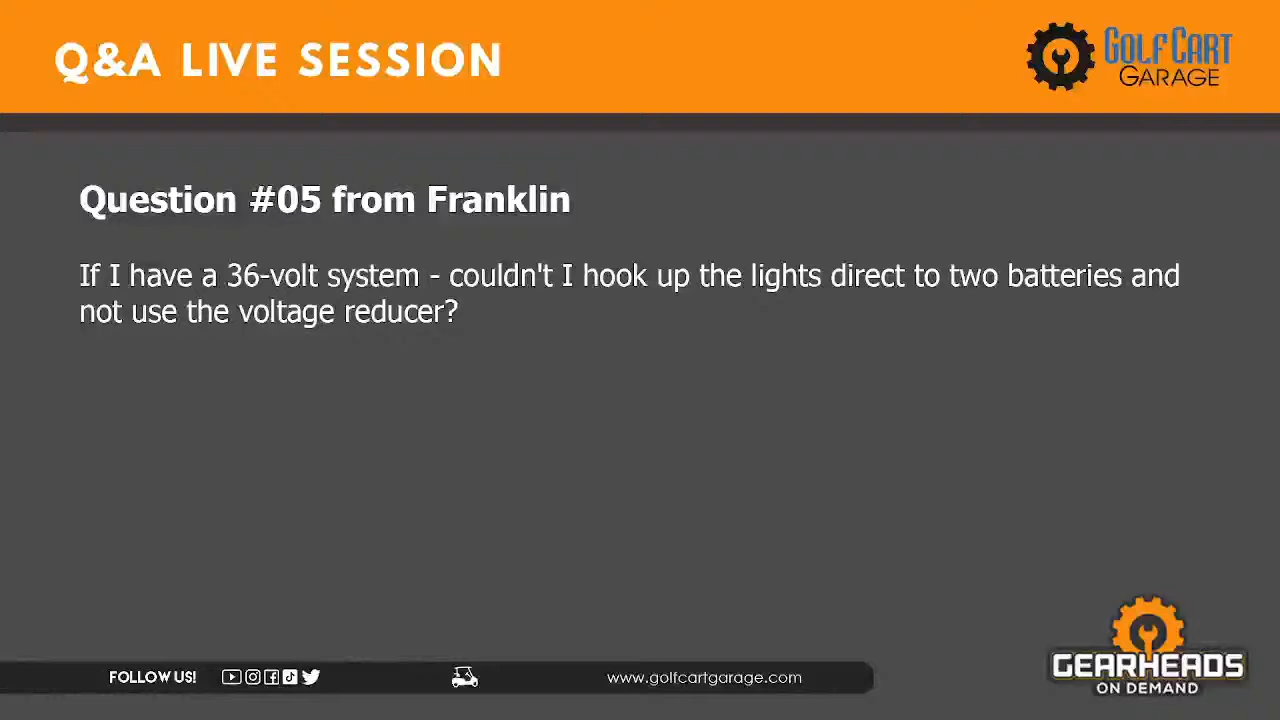 Q&A LIVE SESSION
GOLF CART
GARAGE
Question #05 from Franklin
If I have a 36-volt system - couldn't I hook up the lights direct to two batteries and
not use the voltage reducer?
FOLLOW US!
www.golfcartgarage.com
GEARHEADS
ON DEMAND